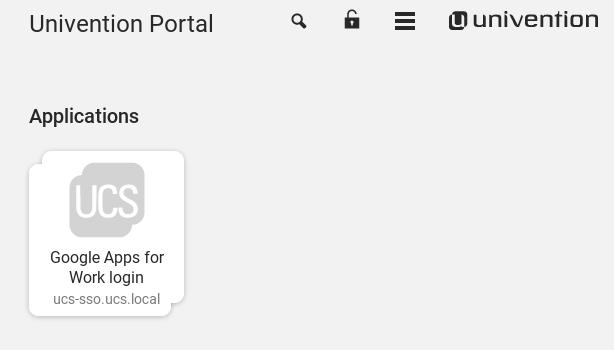 Univention Portal
univention
Applications
UCS
Google Apps for
Work login
ucs-sso.ucs.local